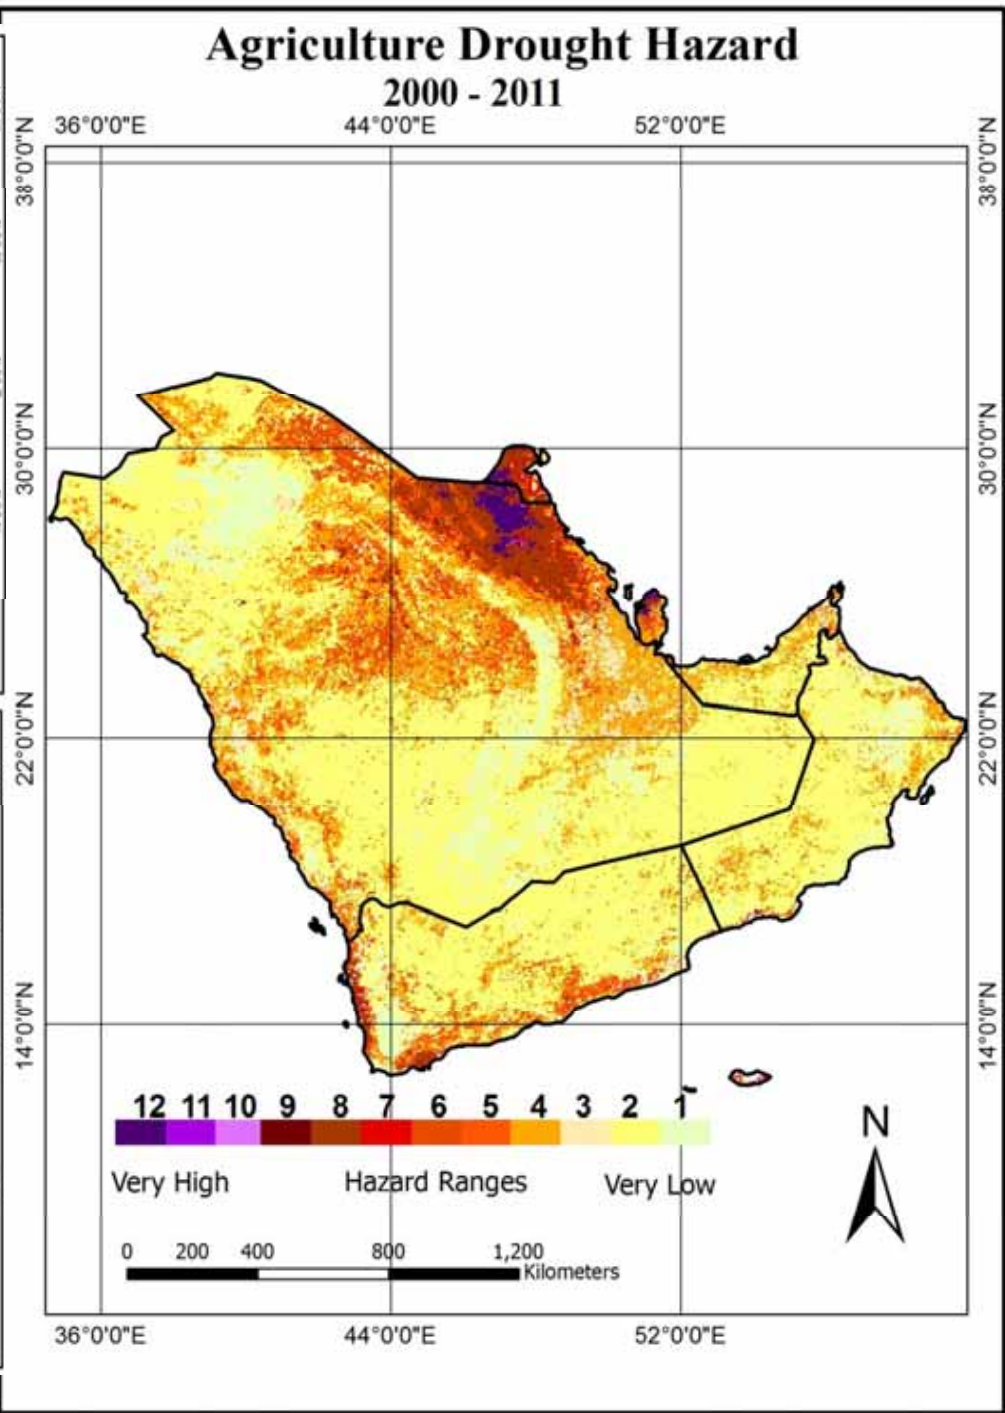 Agriculture Drought Hazard
2000 - 2011
36°0'0"E 44°0'0"E 52°0'0"E
38°0'0"N 38°0'0"N
30°0'0"N 30°0'0"N
22°0'0"N 22°0'0"N
14°0'0"N 14°0'0"N
12 11 10 9 8 7 6 5 4 3 2 1
Very High Hazard Ranges Very Low
N
0 200 400 800 1,200
Kilometers
36°0'0"E 44°0'0"E 52°0'0"E